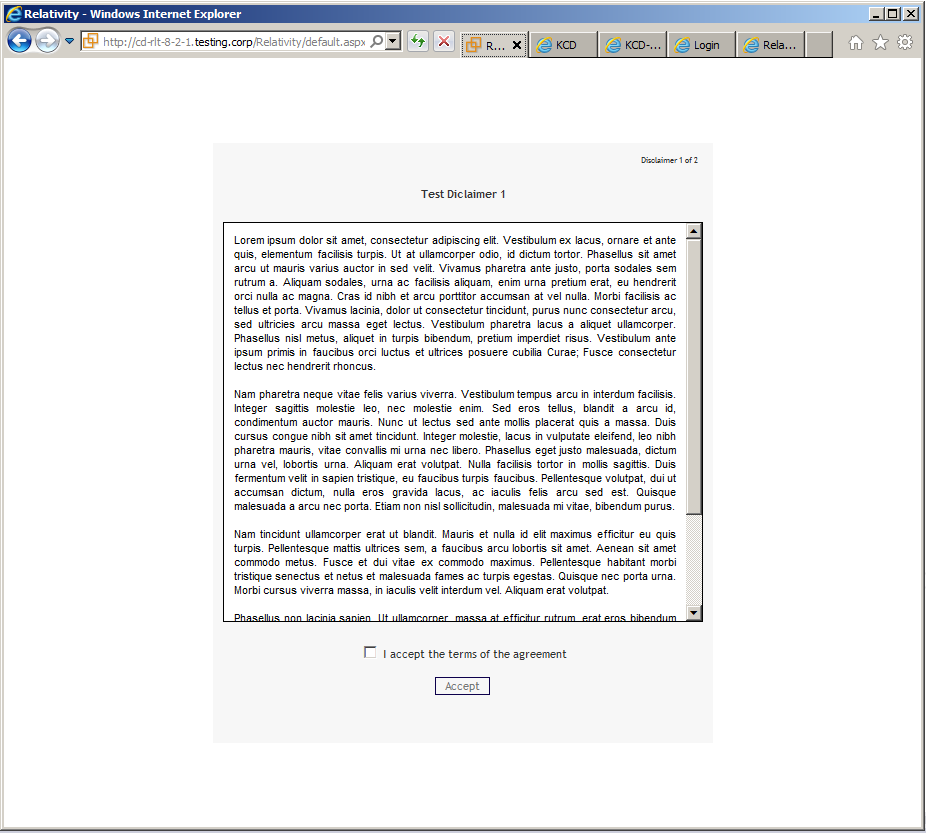 Relativity - Windows Internet Explorer
http://cd-rlt-8-2-1.testing.corp/Relativity/default.aspx
R... KCD KCD-... Login Rela...
Disclaimer 1 of 2
Test Diclaimer 1
Lorem ipsum dolor sit amet, consectetur adipiscing elit. Vestibulum ex lacus, ornare et ante
quis, elementum facilisis turpis. Ut at ullamcorper odio, id dictum tortor. Phasellus sit amet
arcu ut mauris varius auctor in sed velit. Vivamus pharetra ante justo, porta sodales sem
rutrum a. Aliquam sodales, urna ac facilisis aliquam, enim urna pretium erat, eu hendrerit
orci nulla ac magna. Cras id nibh et arcu porttitor accumsan at vel nulla. Morbi facilisis ac
tellus et porta. Vivamus lacinia, dolor ut consectetur tincidunt, purus nunc consectetur arcu,
sed ultricies arcu massa eget lectus. Vestibulum pharetra lacus a aliquet ullamcorper.
Phasellus nisl metus, aliquet in turpis bibendum, pretium imperdiet risus. Vestibulum ante
ipsum primis in faucibus orci luctus et ultrices posuere cubilia Curae; Fusce consectetur
lectus nec hendrerit rhoncus.
Nam pharetra neque vitae felis varius viverra. Vestibulum tempus arcu in interdum facilisis.
Integer sagittis molestie leo, nec molestie enim. Sed eros tellus, blandit a arcu id,
condimentum auctor mauris. Nunc ut lectus sed ante mollis placerat quis a massa. Duis
cursus congue nibh sit amet tincidunt. Integer molestie, lacus in vulputate eleifend, leo nibh
pharetra mauris, vitae convallis mi urna nec libero. Phasellus eget justo malesuada, dictum
urna vel, lobortis urna. Aliquam erat volutpat. Nulla facilisis tortor in mollis sagittis. Duis
fermentum velit in sapien tristique, eu faucibus turpis faucibus. Pellentesque volutpat, dui ut
accumsan dictum, nulla eros gravida lacus, ac iaculis felis arcu sed est. Quisque
malesuada a arcu nec porta. Etiam non nisl sollicitudin, malesuada mi vitae, bibendum purus.
Nam tincidunt ullamcorper erat ut blandit. Mauris et nulla id elit maximus efficitur eu quis
turpis. Pellentesque mattis ultrices sem, a faucibus arcu lobortis sit amet. Aenean sit amet
commodo metus. Fusce et dui vitae ex commodo maximus. Pellentesque habitant morbi
tristique senectus et netus et malesuada fames ac turpis egestas. Quisque nec porta urna.
Morbi cursus viverra massa, in iaculis velit interdum vel. Aliquam erat volutpat.
Phasellus non lacinia sapien. Ut ullamcorper, massa at efficitur rutrum, erat eros bibendum
I accept the terms of the agreement
Accept